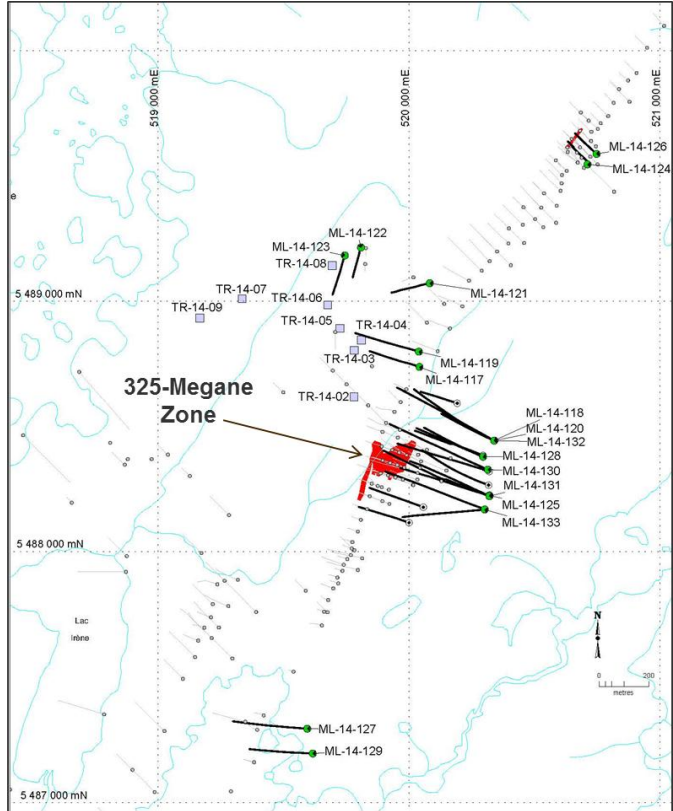 519 000 mE
520 000 mE
521 000 mE
ML-14-126
ML-14-124
e
ML-14-122
ML-14-123
TR-14-08
TR-14-07
ML-14-121
5 489 000 mN
TR-14-06
TR-14-09
TR-14-05
TR-14-04
ML-14-119
TR-14-03
ML-14-117
325-Megane
Zone
TR-14-02
ML-14-118
ML-14-120
ML-14-132
ML-14-128
ML-14-130
ML-14-131
ML-14-125
ML-14-133
5 488 000 mN
Lac
Irène
N
0
200
metres
ML-14-127
ML-14-129
5 487 000 mN